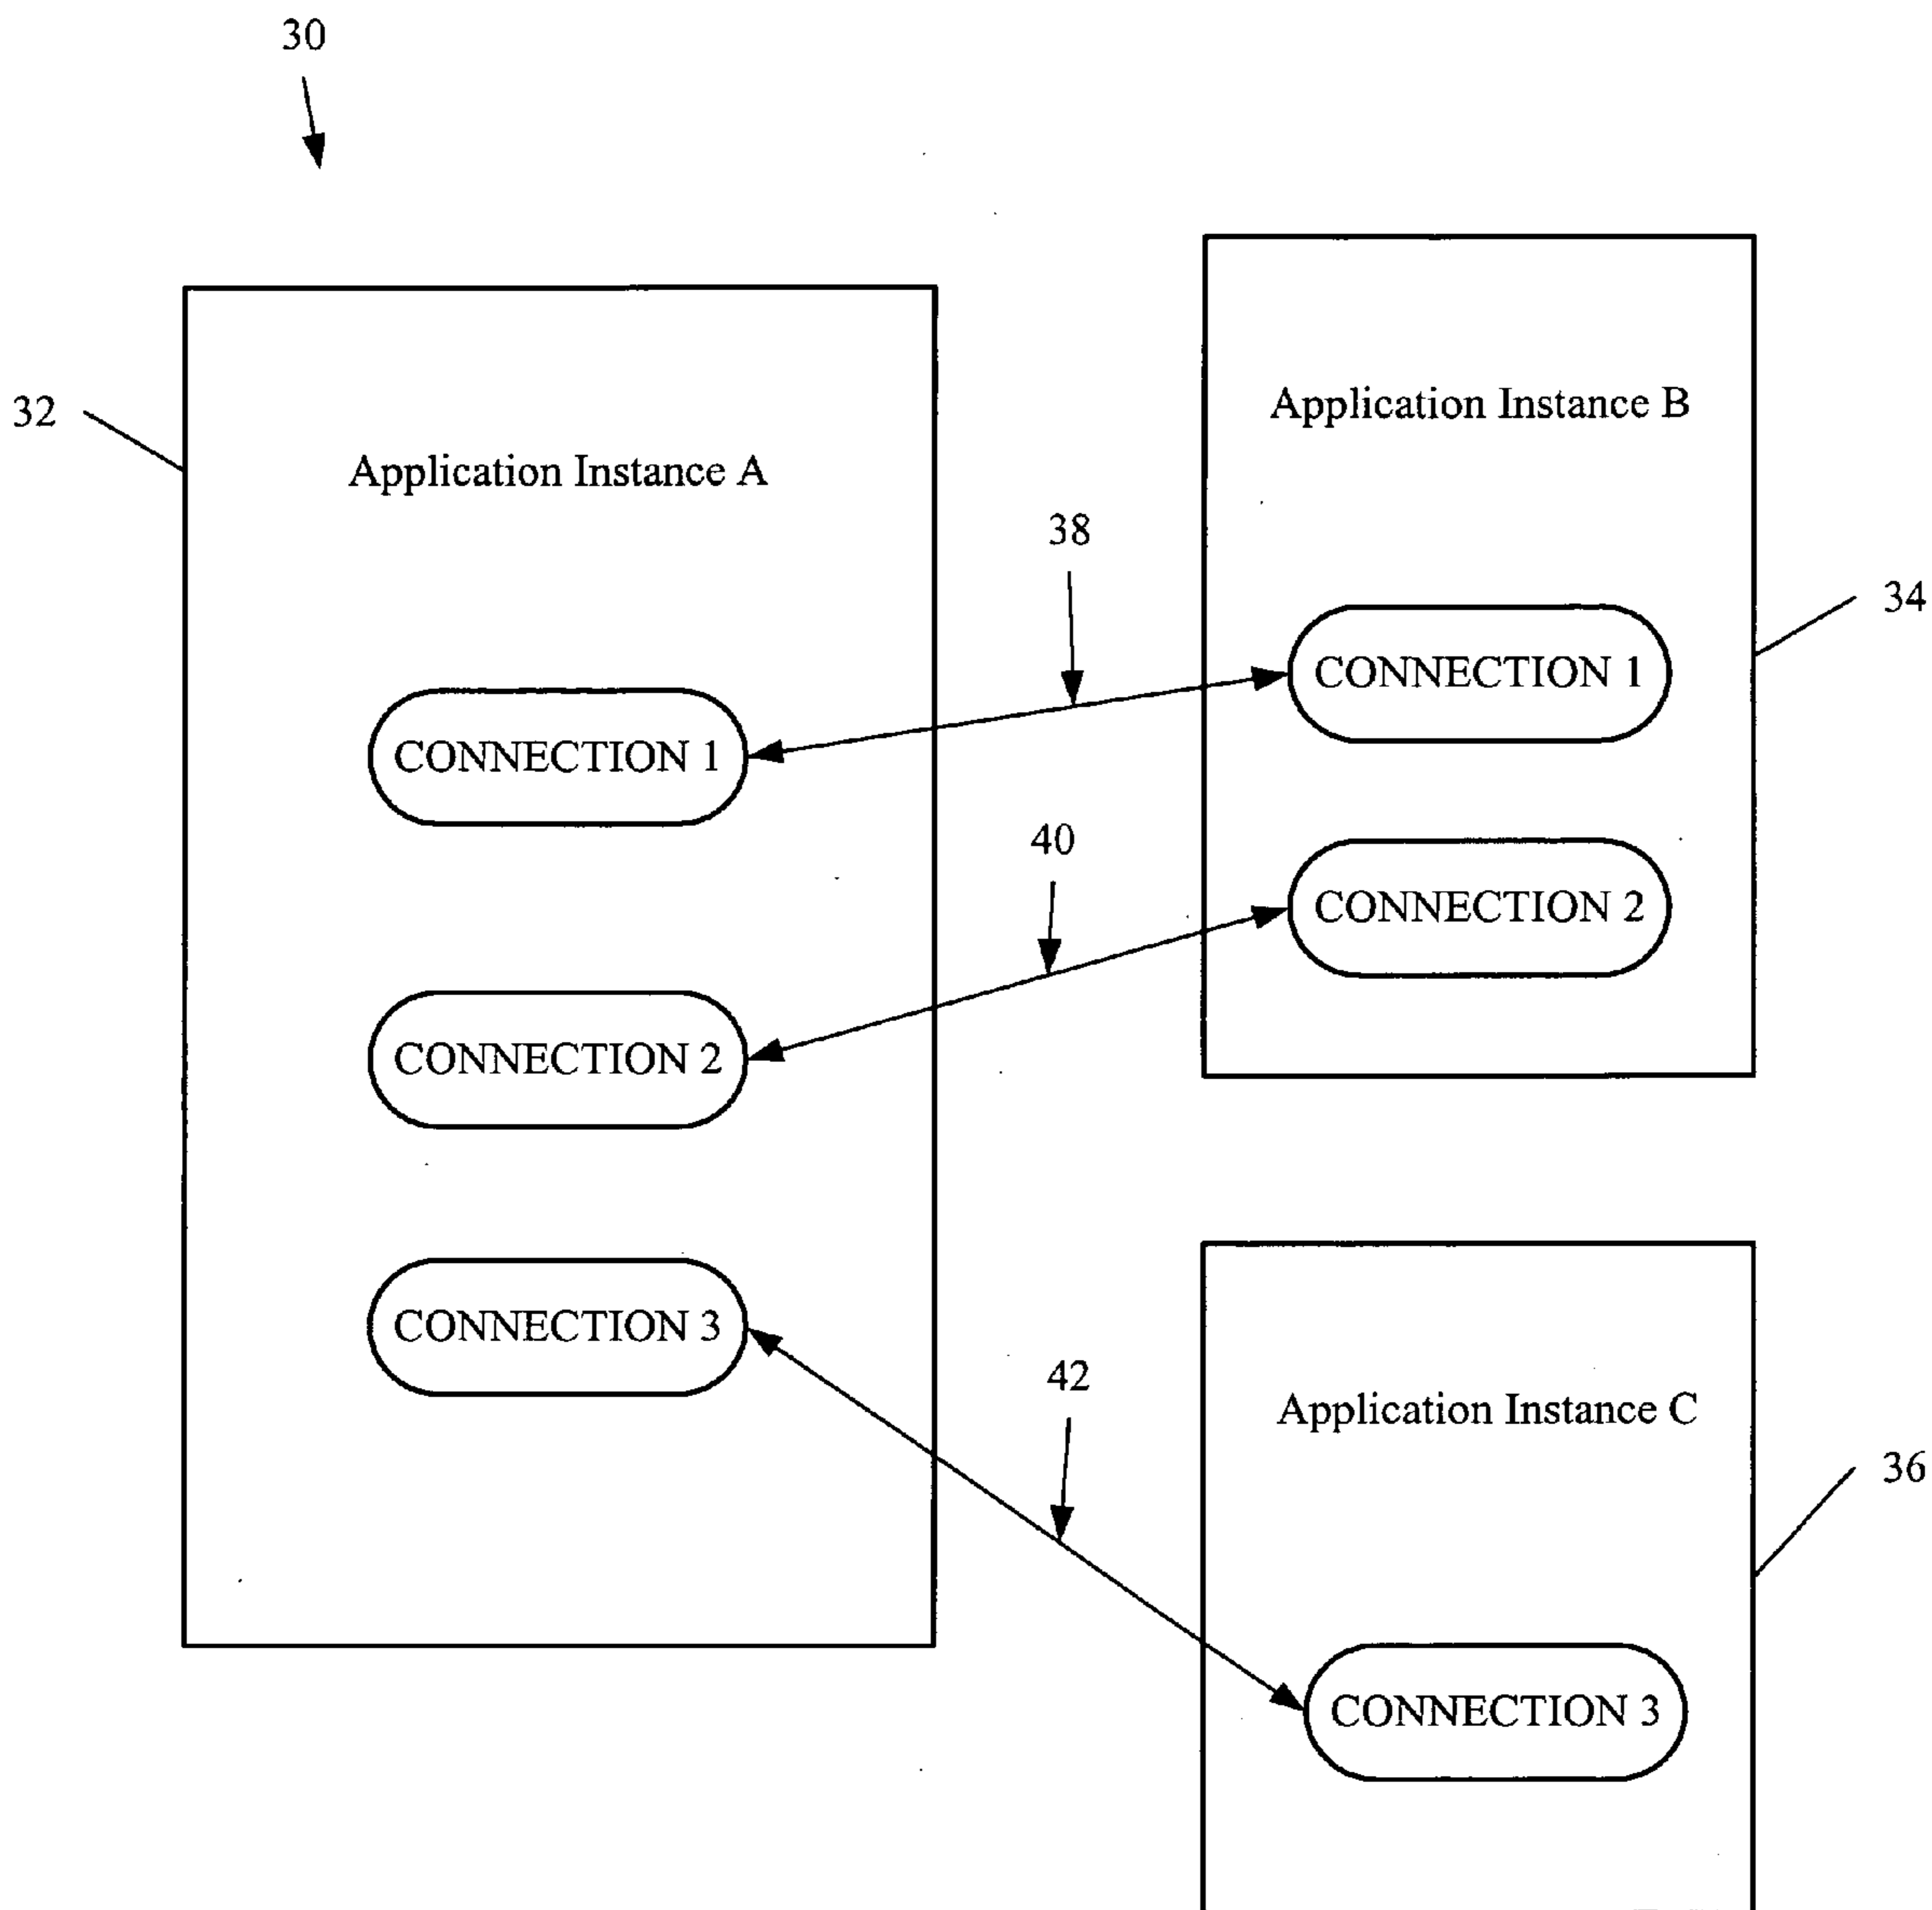 30
32
Application Instance A
CONNECTION 1
CONNECTION 2
CONNECTION 3
38
40
42
Application Instance B
CONNECTION 1
CONNECTION 2
34
Application Instance C
CONNECTION 3
36